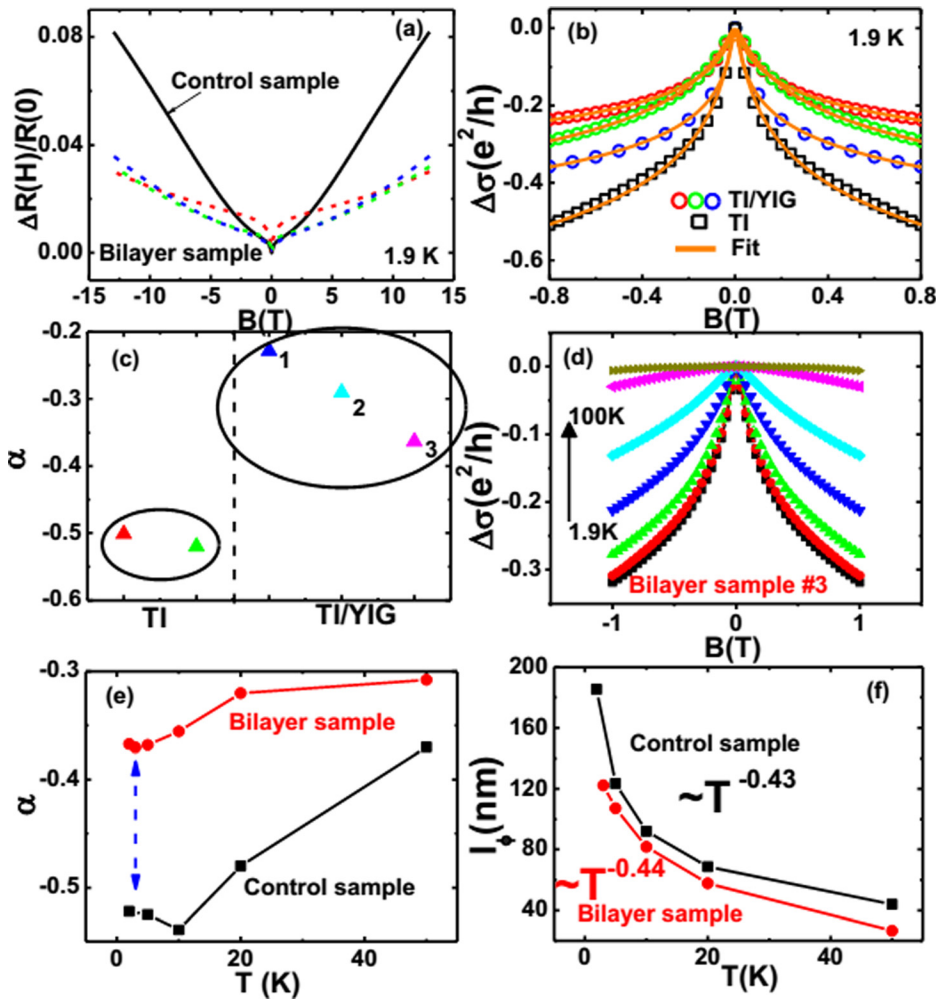 (a)
0.08
0.04
0.00
ΔR(H)/R(0)
Control sample
Bilayer sample
1.9 K
-15 -10 -5 0 5 10 15
B(T)
(b)
1.9 K
0.0
-0.2
-0.4
-0.6
Δσ(e²/h)
TI/YIG
TI
Fit
-0.8 -0.4 0.0 0.4 0.8
B(T)
(c)
-0.2
-0.3
-0.4
-0.5
-0.6
α
1
2
3
TI TI/YIG
(d)
0.0
-0.1
-0.2
-0.3
Δσ(e²/h)
100K
1.9K
Bilayer sample #3
-1 0 1
B(T)
(e)
-0.3
-0.4
-0.5
α
Bilayer sample
Control sample
0 20 40
T (K)
(f)
200
160
120
80
40
lϕ(nm)
Control sample
~T^-0.43
~T^-0.44
Bilayer sample
0 20 40
T(K)